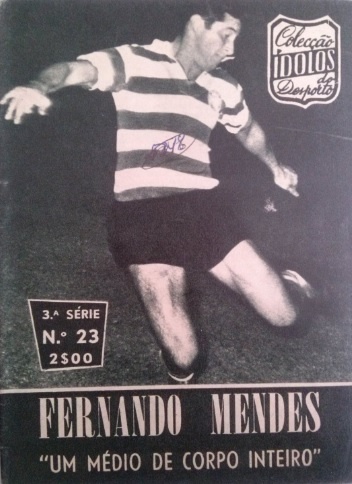 Colecção
ÍDOLOS
do
Desporto
3.ª SÉRIE
N.º 23
2$00
FERNANDO MENDES
"UM MÉDIO DE CORPO INTEIRO"